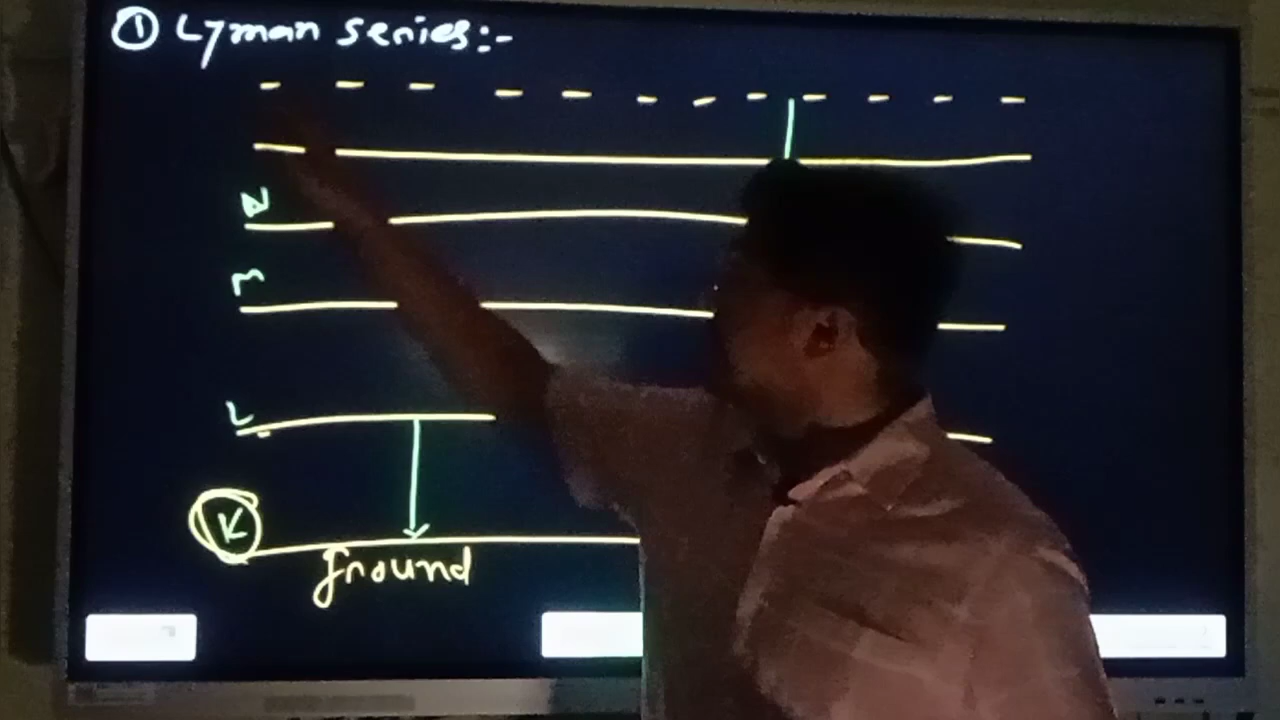 ① Lyman series:-
N
M
L
K
ground